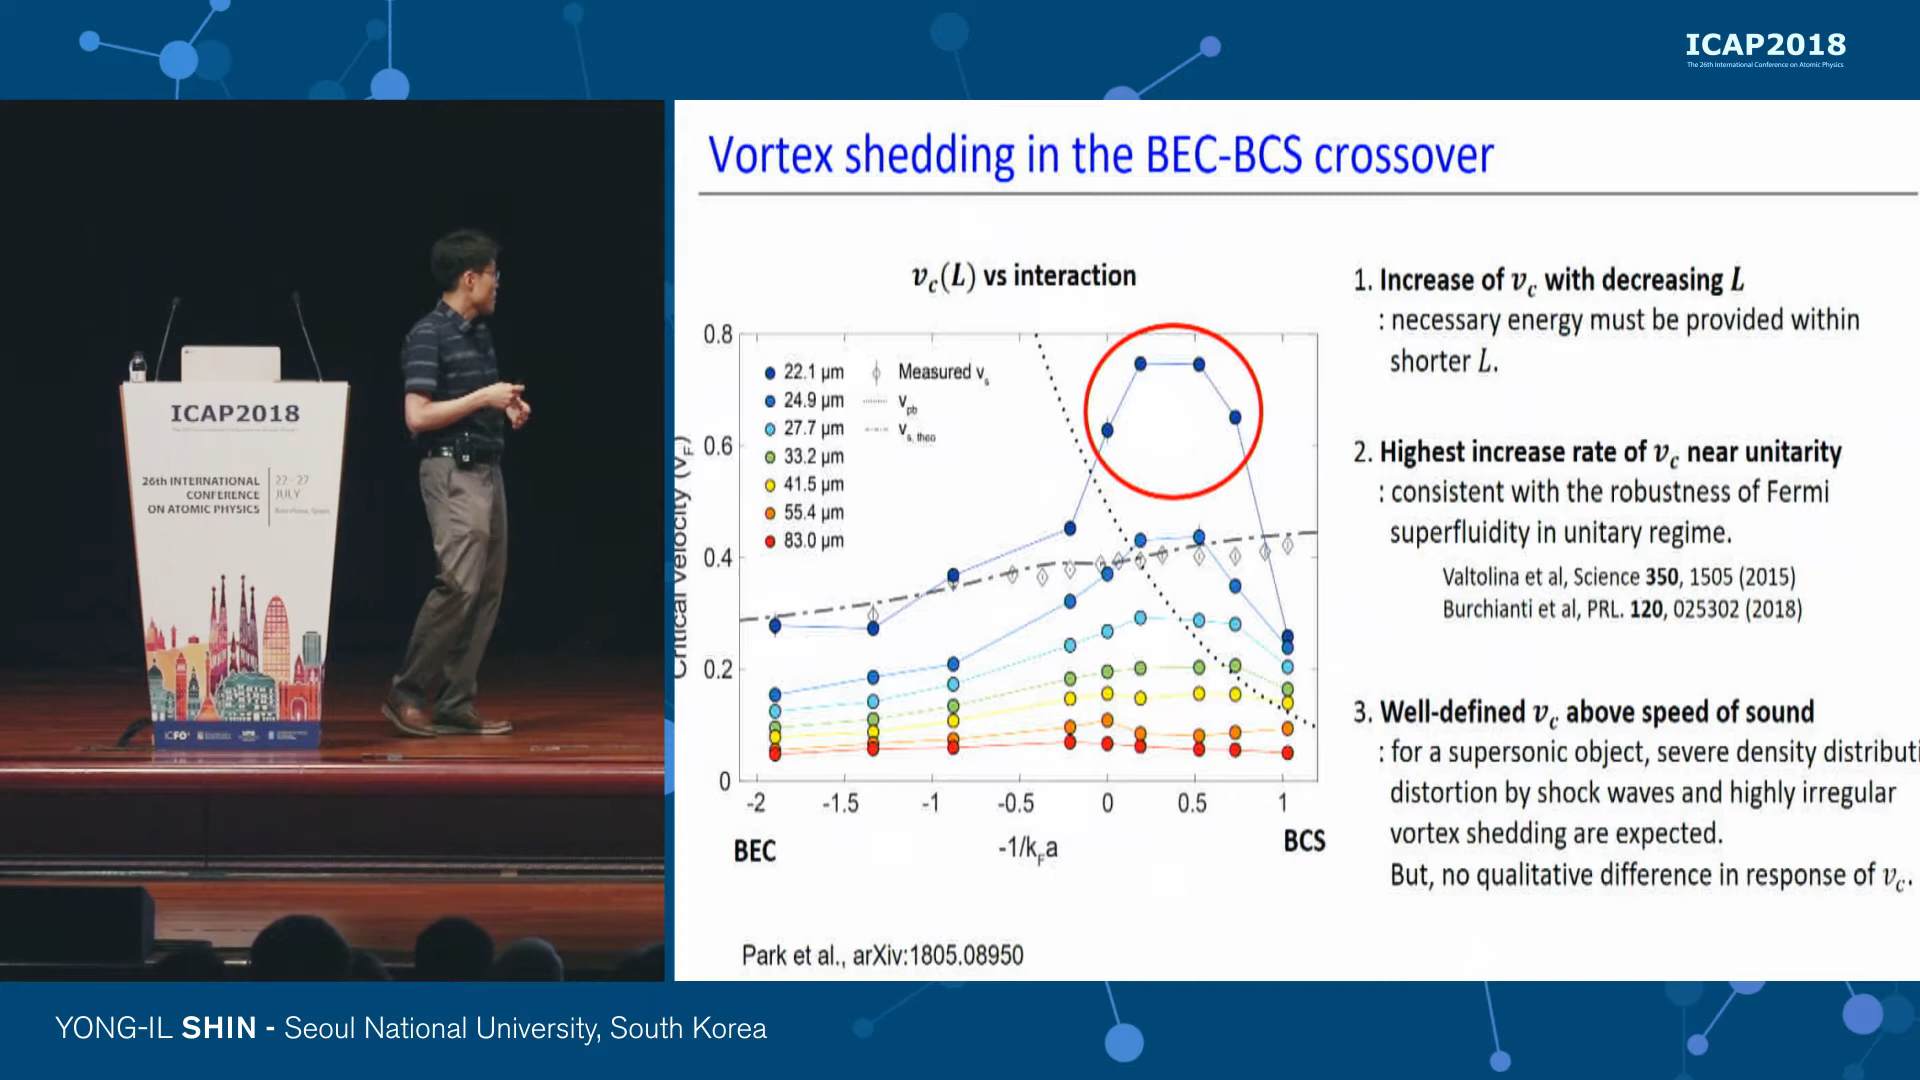 ICAP2018
The 26th International Conference on Atomic Physics
ICAP2018
26th INTERNATIONAL
CONFERENCE
ON ATOMIC PHYSICS
22 - 27
JULY
Barcelona, Spain
ICFO
Vortex shedding in the BEC-BCS crossover
v_c(L) vs interaction
0.8
0.6
0.4
0.2
0
Critical velocity (v_F)
22.1 μm
24.9 μm
27.7 μm
33.2 μm
41.5 μm
55.4 μm
83.0 μm
Measured v_s
v_pb
v_s, theo
-2 -1.5 -1 -0.5 0 0.5 1
BEC
-1/k_F a
BCS
Park et al., arXiv:1805.08950
1. Increase of v_c with decreasing L
: necessary energy must be provided within
shorter L.
2. Highest increase rate of v_c near unitarity
: consistent with the robustness of Fermi
superfluidity in unitary regime.
Valtolina et al, Science 350, 1505 (2015)
Burchianti et al, PRL. 120, 025302 (2018)
3. Well-defined v_c above speed of sound
: for a supersonic object, severe density distributi
distortion by shock waves and highly irregular
vortex shedding are expected.
But, no qualitative difference in response of v_c.
YONG-IL SHIN - Seoul National University, South Korea